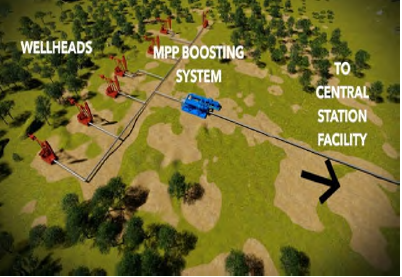 WELLHEADS
MPP BOOSTING
SYSTEM
TO
CENTRAL
STATION
FACILITY